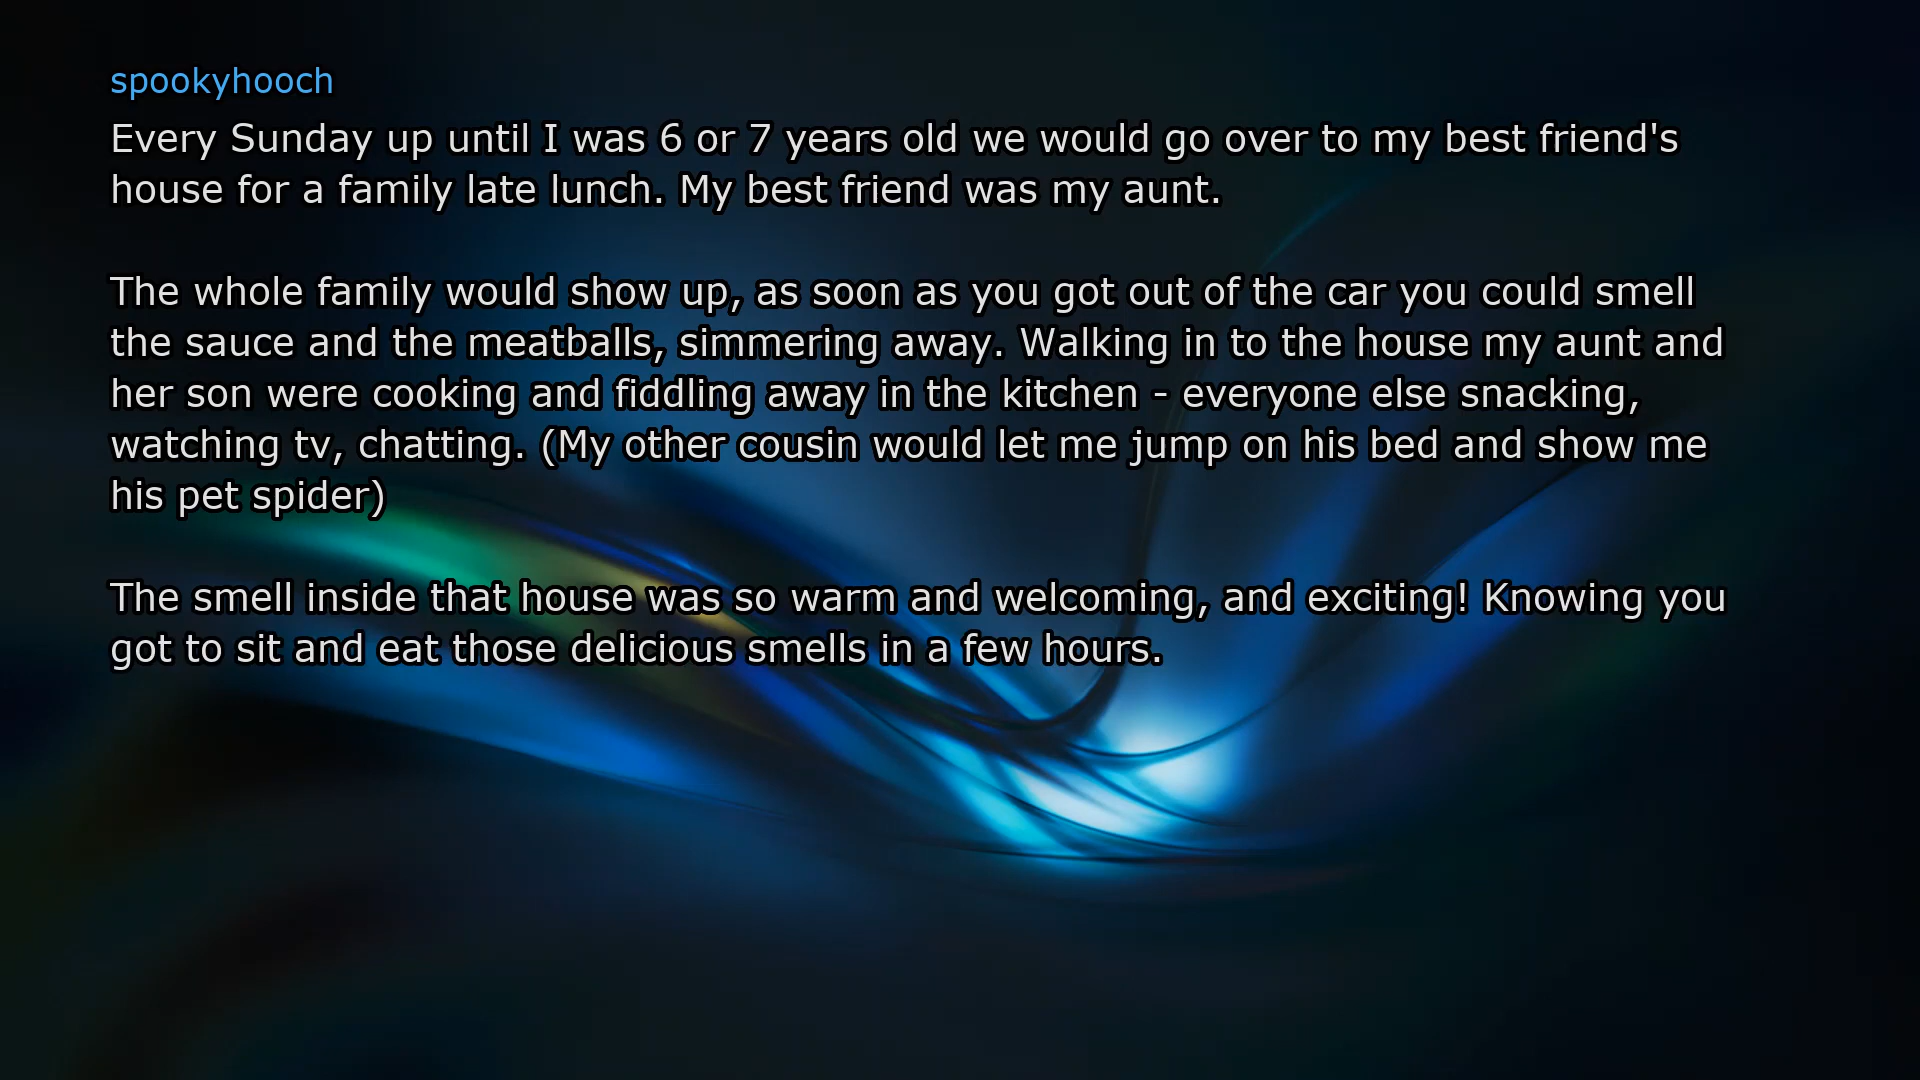 spookyhooch
Every Sunday up until I was 6 or 7 years old we would go over to my best friend's
house for a family late lunch. My best friend was my aunt.
The whole family would show up, as soon as you got out of the car you could smell
the sauce and the meatballs, simmering away. Walking in to the house my aunt and
her son were cooking and fiddling away in the kitchen - everyone else snacking,
watching tv, chatting. (My other cousin would let me jump on his bed and show me
his pet spider)
The smell inside that house was so warm and welcoming, and exciting! Knowing you
got to sit and eat those delicious smells in a few hours.